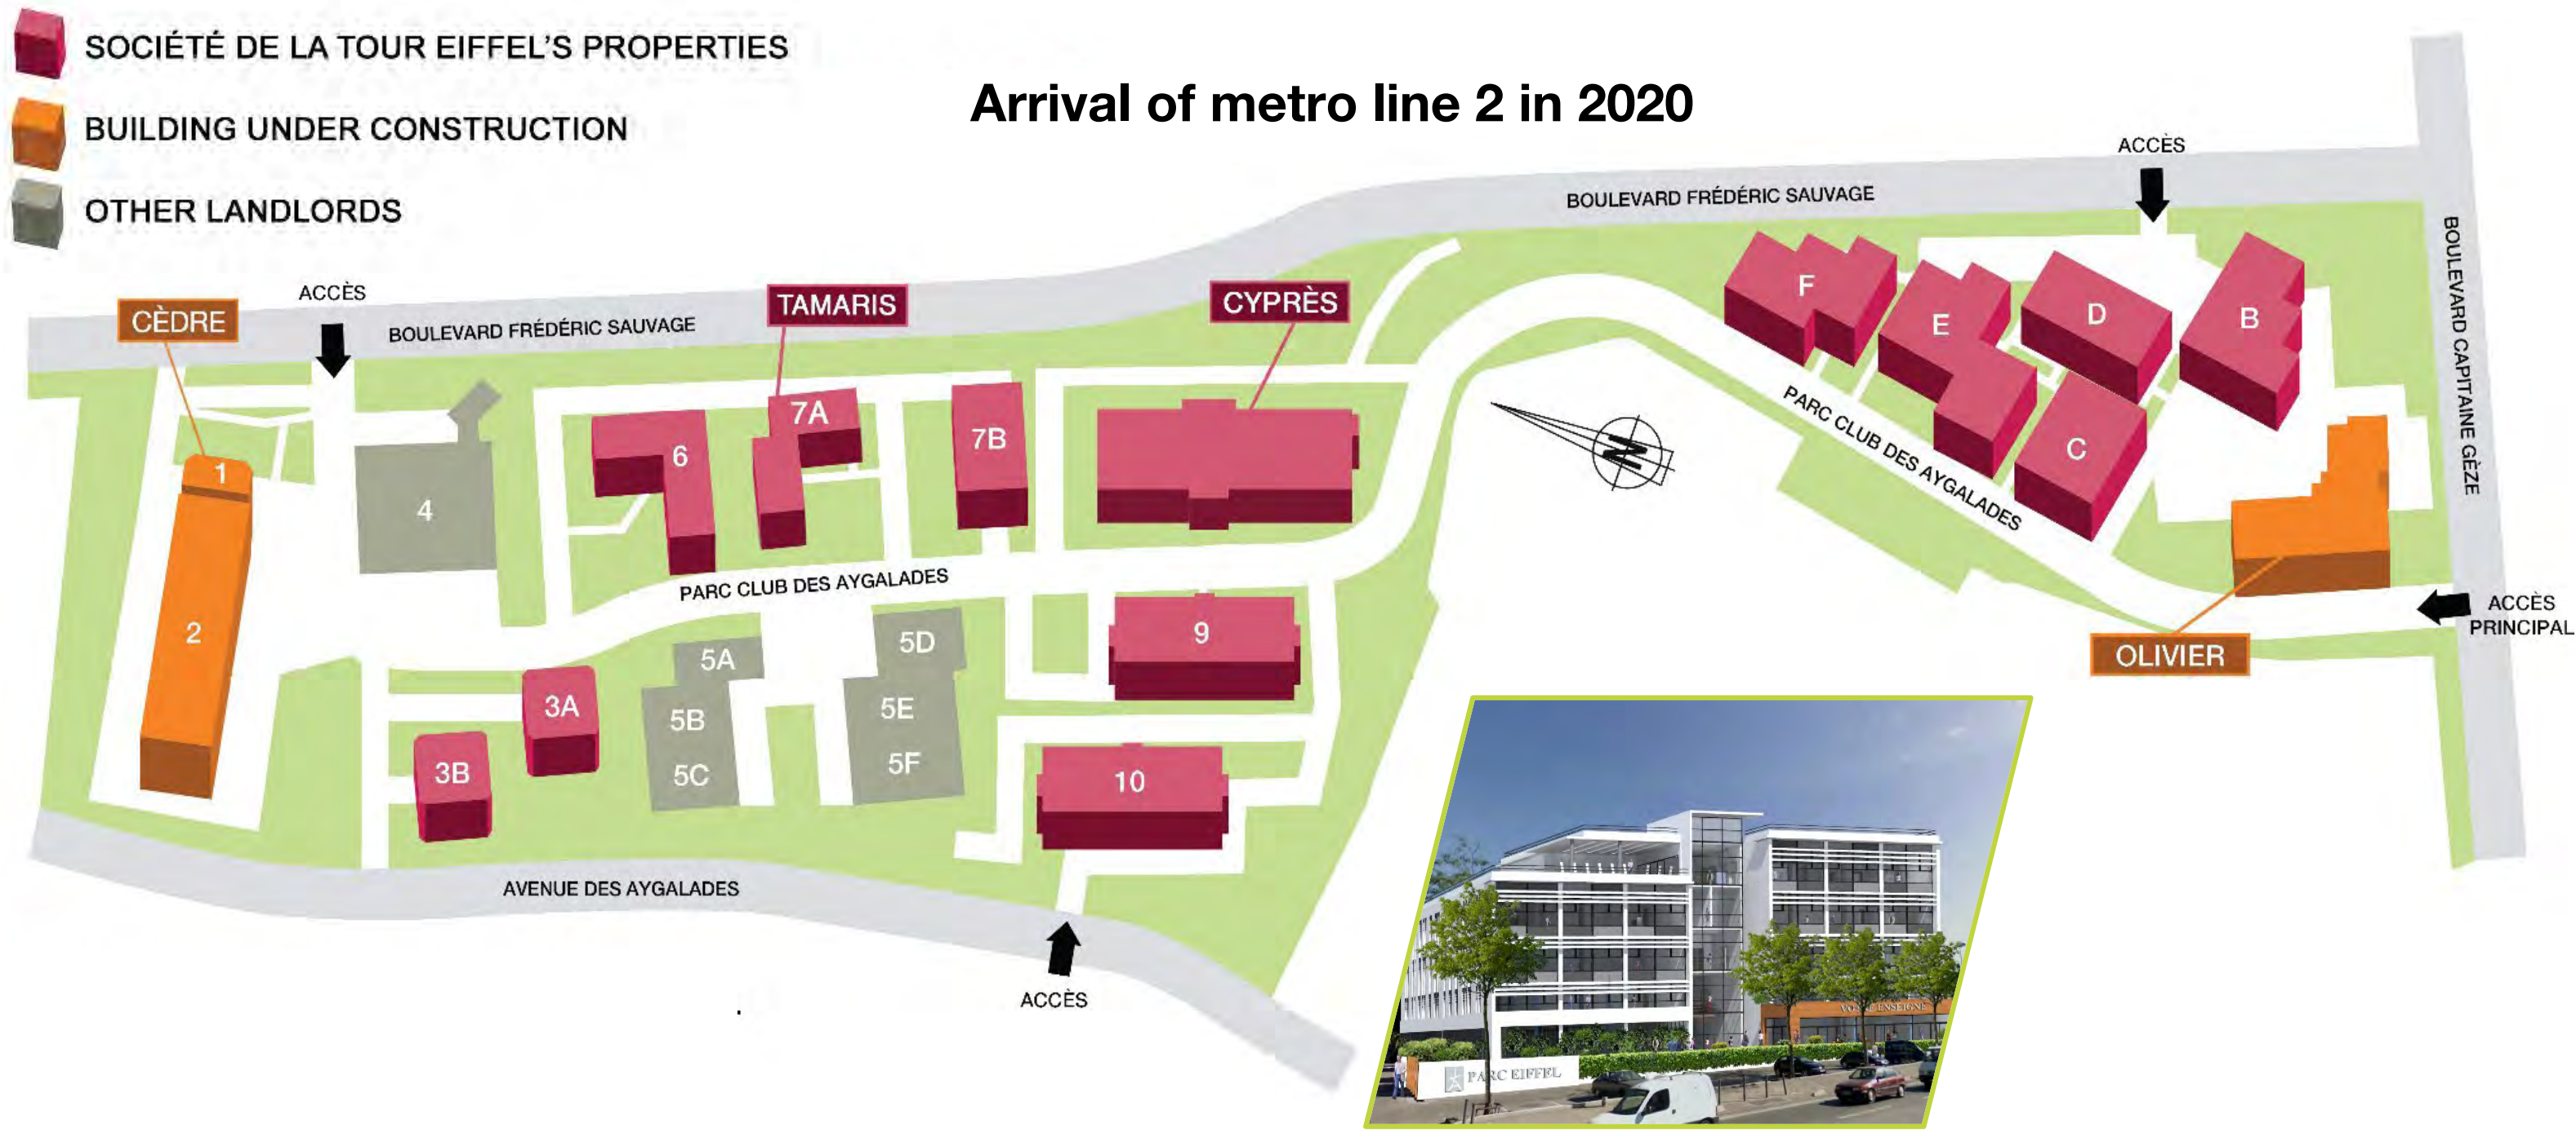 SOCIÉTÉ DE LA TOUR EIFFEL'S PROPERTIES
BUILDING UNDER CONSTRUCTION
OTHER LANDLORDS
Arrival of metro line 2 in 2020
ACCÈS
BOULEVARD FRÉDÉRIC SAUVAGE
BOULEVARD CAPITAINE GÈZE
CÈDRE
ACCÈS
BOULEVARD FRÉDÉRIC SAUVAGE
TAMARIS
CYPRÈS
F
E
D
B
C
1
2
4
6
7A
7B
N
PARC CLUB DES AYGALADES
PARC CLUB DES AYGALADES
ACCÈS
PRINCIPAL
OLIVIER
3A
3B
5A
5B
5C
5D
5E
5F
9
10
AVENUE DES AYGALADES
ACCÈS
PARC EIFFEL